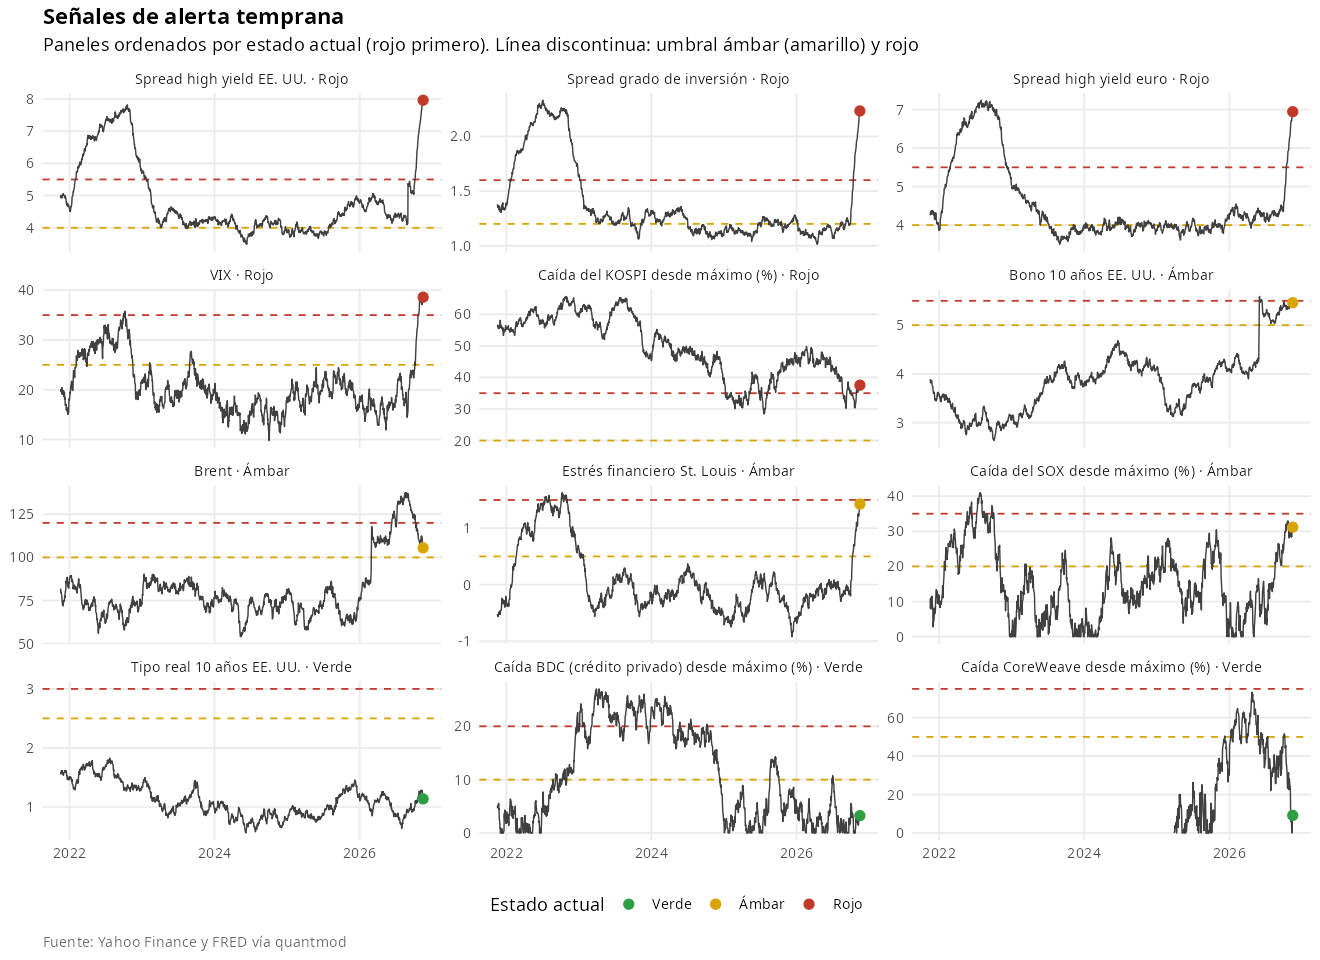 Señales de alerta temprana
Paneles ordenados por estado actual (rojo primero). Línea discontinua: umbral ámbar (amarillo) y rojo
Spread high yield EE. UU. · Rojo
8
7
6
5
4
Spread grado de inversión · Rojo
2.0
1.5
1.0
Spread high yield euro · Rojo
7
6
5
4
VIX · Rojo
40
30
20
10
Caída del KOSPI desde máximo (%) · Rojo
60
50
40
30
20
Bono 10 años EE. UU. · Ámbar
5
4
3
Brent · Ámbar
125
100
75
50
Estrés financiero St. Louis · Ámbar
1
0
-1
Caída del SOX desde máximo (%) · Ámbar
40
30
20
10
0
Tipo real 10 años EE. UU. · Verde
3
2
1
2022 2024 2026
Caída BDC (crédito privado) desde máximo (%) · Verde
20
10
0
2022 2024 2026
Caída CoreWeave desde máximo (%) · Verde
60
40
20
0
2022 2024 2026
Estado actual Verde Ámbar Rojo
Fuente: Yahoo Finance y FRED vía quantmod